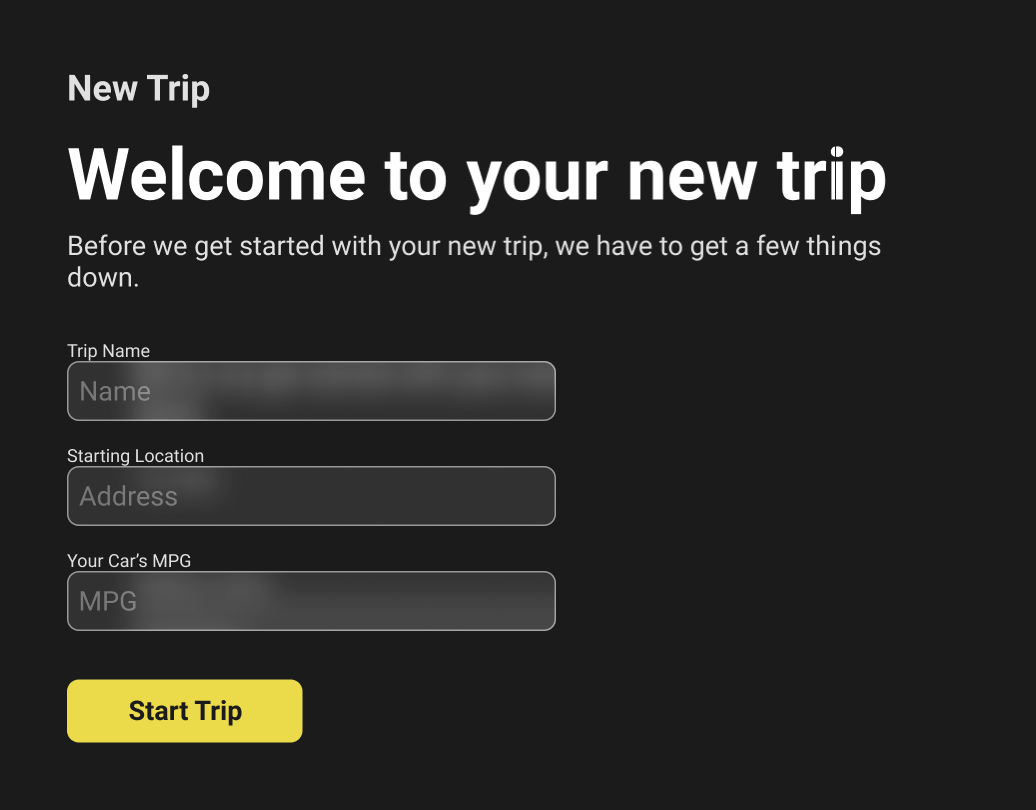 New Trip
Welcome to your new trip
Before we get started with your new trip, we have to get a few things
down.
Trip Name
Name
Starting Location
Address
Your Car’s MPG
MPG
Start Trip